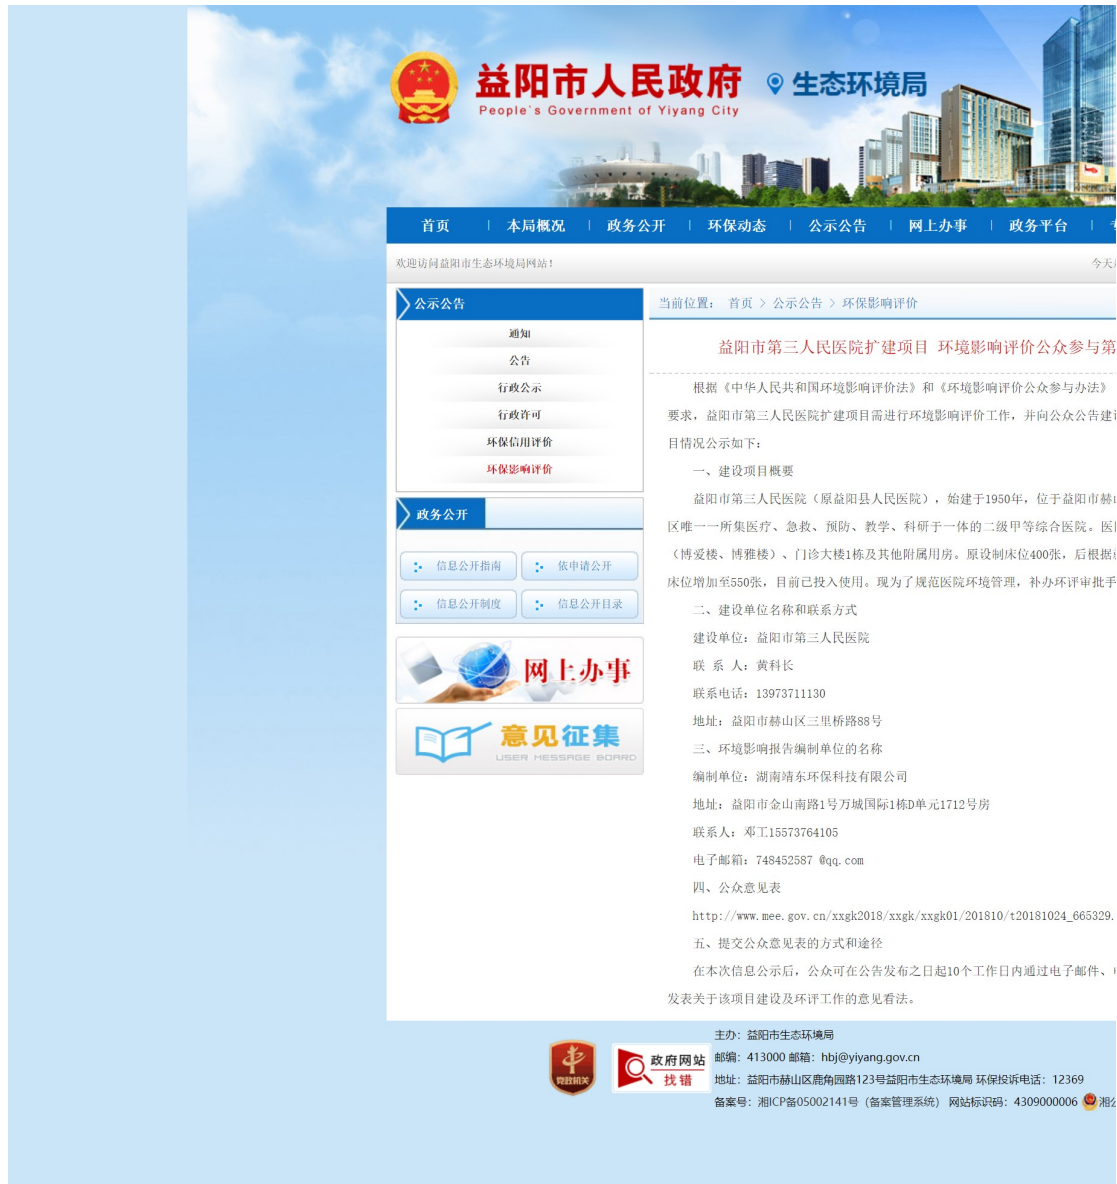 益阳市人民政府
People's Government of Yiyang City
生态环境局
首页 本局概况 政务公开 环保动态 公示公告 网上办事 政务平台
欢迎访问益阳市生态环境局网站! 今天
公示公告
通知
公告
行政公示
行政许可
环保信用评价
环保影响评价
政务公开
信息公开指南 依申请公开
信息公开制度 信息公开目录
网上办事
意见征集
USER MESSAGE BOARD
当前位置: 首页 > 公示公告 > 环保影响评价
益阳市第三人民医院扩建项目 环境影响评价公众参与第
根据《中华人民共和国环境影响评价法》和《环境影响评价公众参与办法》
要求，益阳市第三人民医院扩建项目需进行环境影响评价工作，并向公众公告建
目情况公示如下：
一、建设项目概要
益阳市第三人民医院（原益阳县人民医院），始建于1950年，位于益阳市赫
区唯一一所集医疗、急救、预防、教学、科研于一体的二级甲等综合医院。医
（博爱楼、博雅楼）、门诊大楼1栋及其他附属用房。原设制床位400张，后根据
床位增加至550张，目前已投入使用。现为了规范医院环境管理，补办环评审批手
二、建设单位名称和联系方式
建设单位：益阳市第三人民医院
联 系 人：黄科长
联系电话：13973711130
地址：益阳市赫山区三里桥路88号
三、环境影响报告编制单位的名称
编制单位：湖南靖东环保科技有限公司
地址：益阳市金山南路1号万城国际1栋D单元1712号房
联系人：邓工15573764105
电子邮箱：748452587 @qq.com
四、公众意见表
http://www.mee.gov.cn/xxgk2018/xxgk/xxgk01/201810/t20181024_665329.
五、提交公众意见表的方式和途径
在本次信息公示后，公众可在公告发布之日起10个工作日内通过电子邮件、
发表关于该项目建设及环评工作的意见看法。
党政机关
政府网站
找错
主办：益阳市生态环境局
邮编：413000 邮箱：hbj@yiyang.gov.cn
地址：益阳市赫山区鹿角园路123号益阳市生态环境局 环保投诉电话：12369
备案号：湘ICP备05002141号（备案管理系统） 网站标识码：4309000006 湘